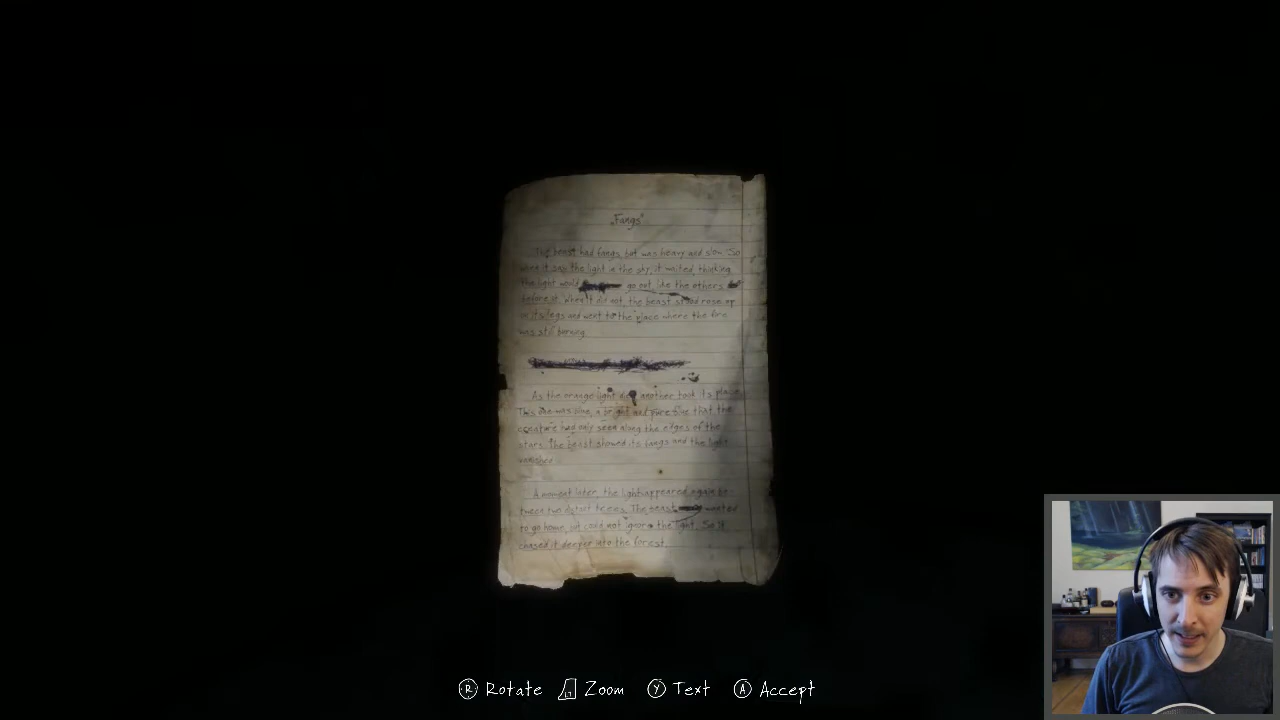 „Fangs"
The beast had fangs, but was heavy and slow. So
when it saw the light in the sky, it waited, thinking
the light would go out like the others
before it. When it did not, the beast stood rose up
on its legs and went to the place where the fire
was still burning.
As the orange light died another took its place.
This one was blue, a bright and pure blue that the
creature had only seen along the edges of the
stars. The beast showed its fangs and the light
vanished.
A moment later, the light appeared again be-
tween two distant trees. The beast wanted
to go home, but could not ignore the light. So it
chased it deeper into the forest.
R Rotate LT Zoom Y Text A Accept